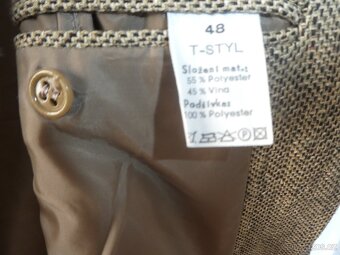 48
T-STYL
Složení mat.:
55 % Polyester
45 % Vlna
Podšívka:
100 % Polyester